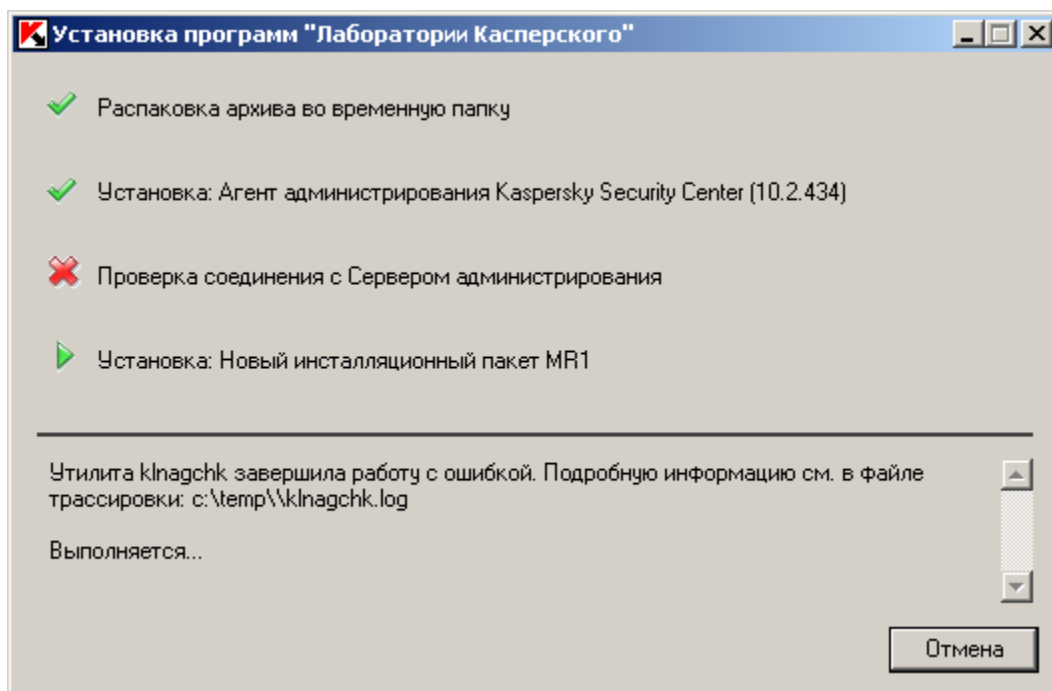 Установка программ "Лаборатории Касперского"
Распаковка архива во временную папку
Установка: Агент администрирования Kaspersky Security Center (10.2.434)
Проверка соединения с Сервером администрирования
Установка: Новый инсталляционный пакет MR1
Утилита klnagchk завершила работу с ошибкой. Подробную информацию см. в файле
трассировки: c:\temp\\klnagchk.log
Выполняется...
Отмена